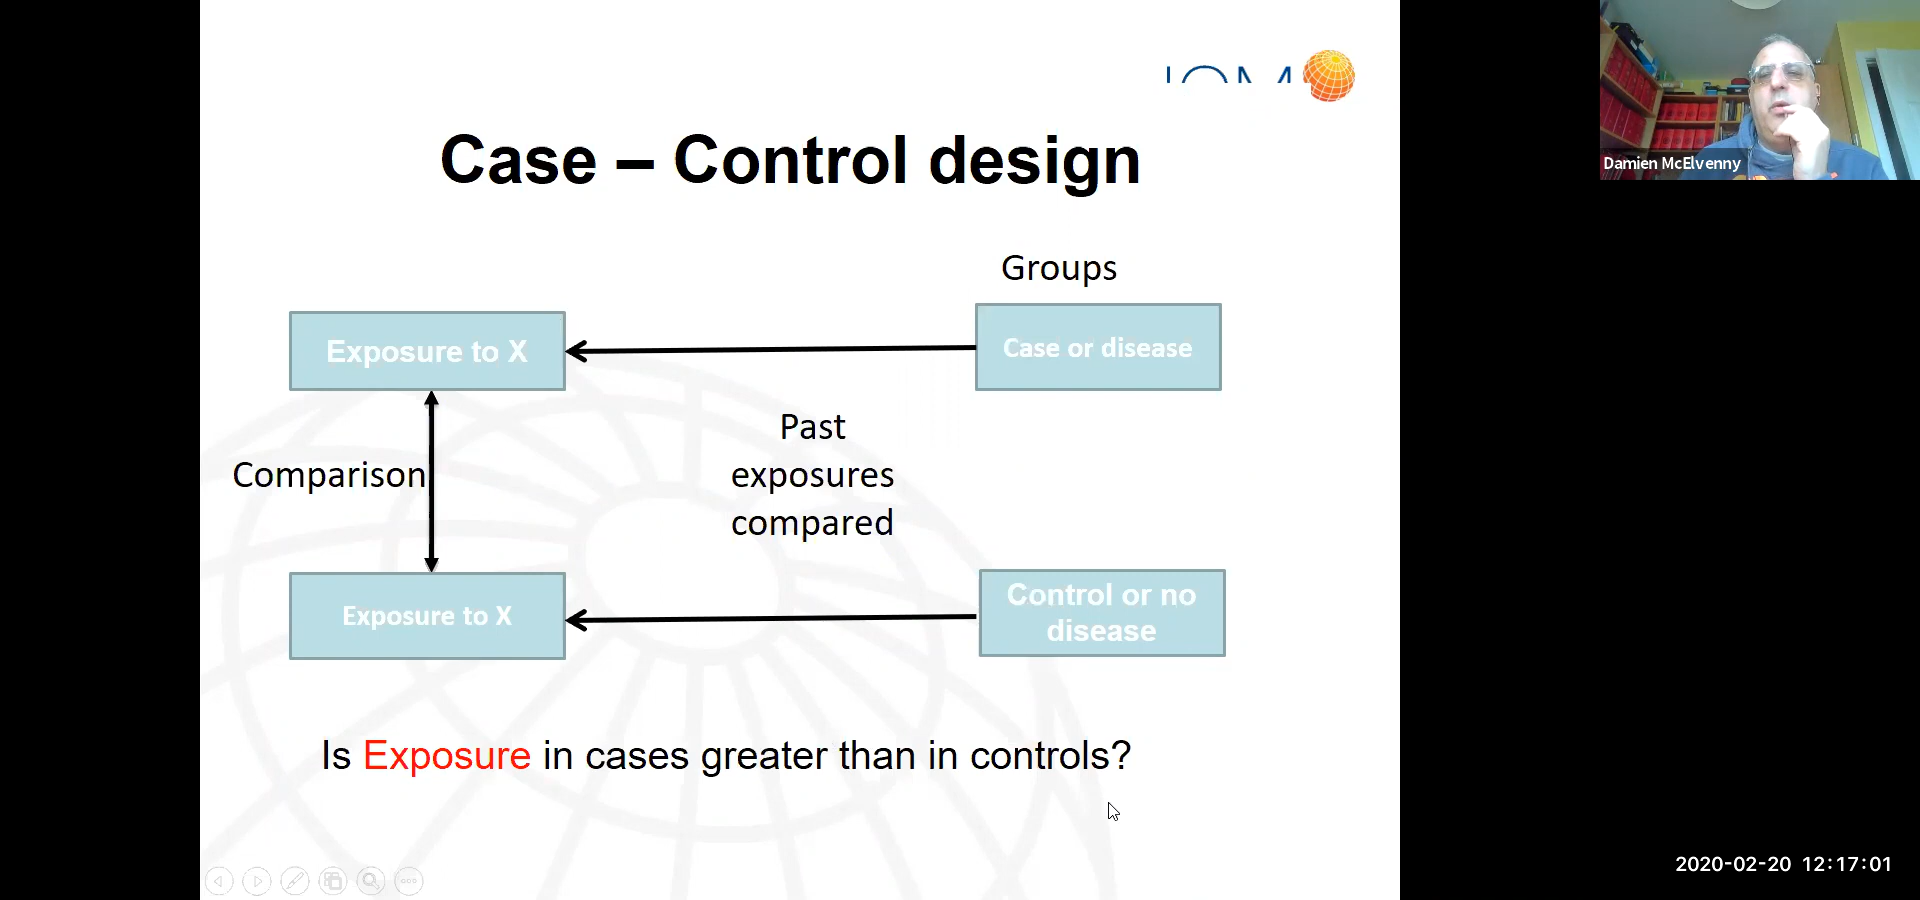 Case – Control design
Groups
Exposure to X
Case or disease
Past
exposures
compared
Comparison
Exposure to X
Control or no
disease
Is Exposure in cases greater than in controls?
Damien McElvenny
2020-02-20 12:17:01